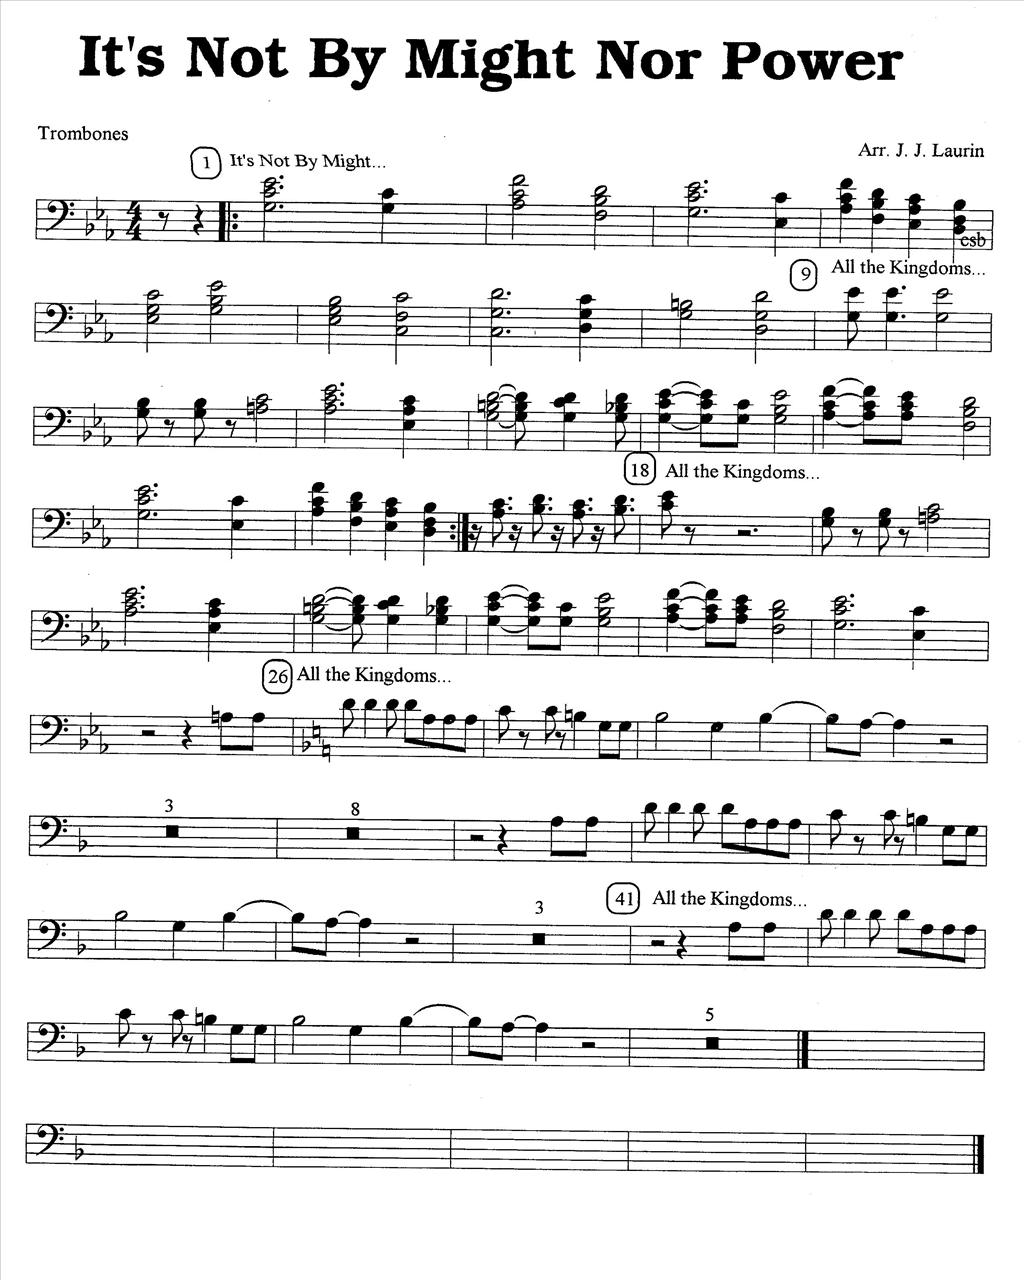 It's Not By Might Nor Power
Trombones
Arr. J. J. Laurin
1 It's Not By Might...
csb
9 All the Kingdoms...
18 All the Kingdoms...
26 All the Kingdoms...
3 8
41 All the Kingdoms...
3
5